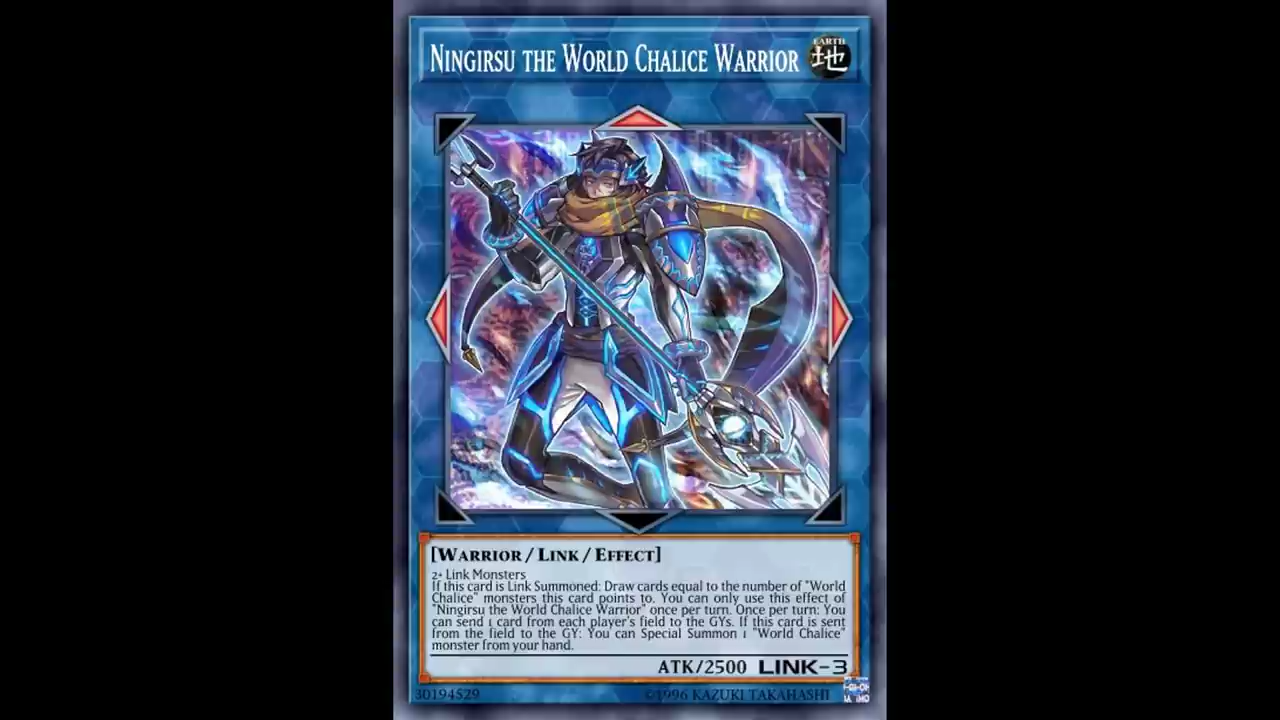 NINGIRSU THE WORLD CHALICE WARRIOR
EARTH
地
[WARRIOR / LINK / EFFECT]
2+ Link Monsters
If this card is Link Summoned: Draw cards equal to the number of "World
Chalice" monsters this card points to. You can only use this effect of
"Ningirsu the World Chalice Warrior" once per turn. Once per turn: You
can send 1 card from each player's field to the GYs. If this card is sent
from the field to the GY: You can Special Summon 1 "World Chalice"
monster from your hand.
ATK/2500 LINK-3
30194529 ©1996 KAZUKI TAKAHASHI